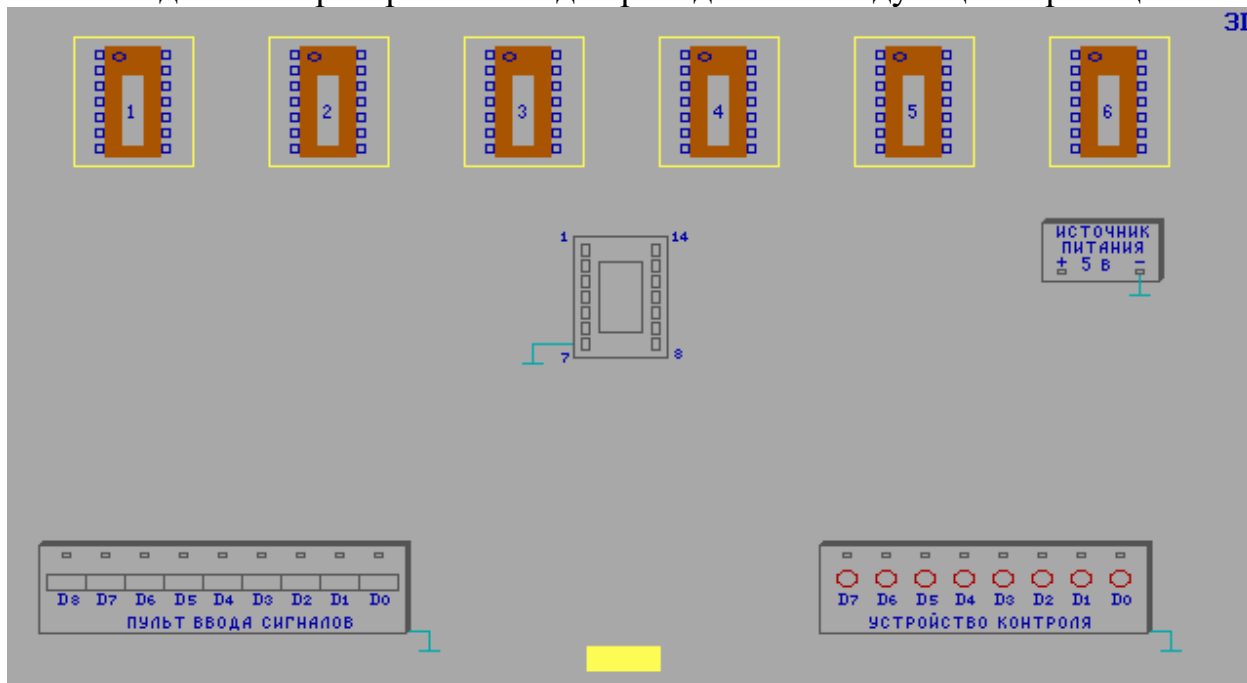 1 2 3 4 5 6
ИСТОЧНИК
ПИТАНИЯ
+ 5 В -
1 14
7 8
D8 D7 D6 D5 D4 D3 D2 D1 D0
ПУЛЬТ ВВОДА СИГНАЛОВ
D7 D6 D5 D4 D3 D2 D1 D0
УСТРОЙСТВО КОНТРОЛЯ